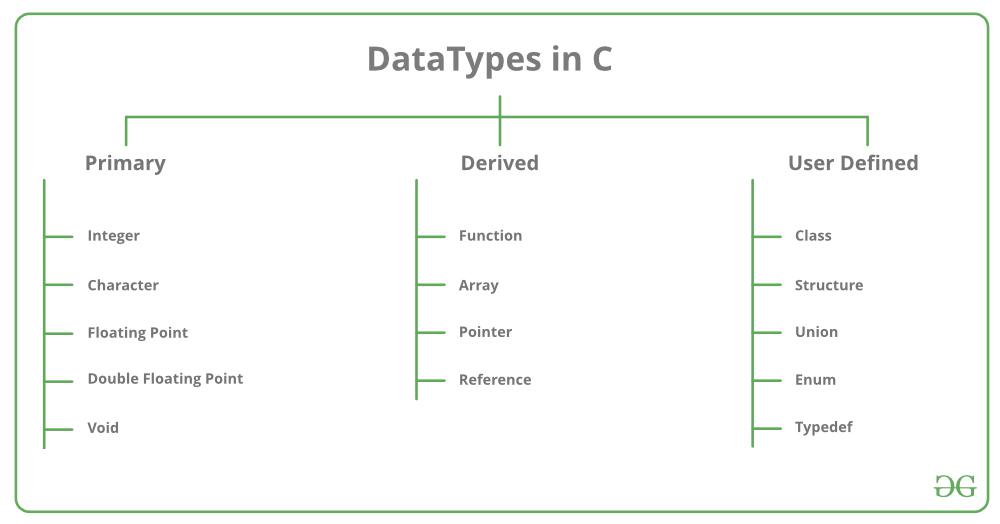 DataTypes in C
Primary
Integer
Character
Floating Point
Double Floating Point
Void
Derived
Function
Array
Pointer
Reference
User Defined
Class
Structure
Union
Enum
Typedef